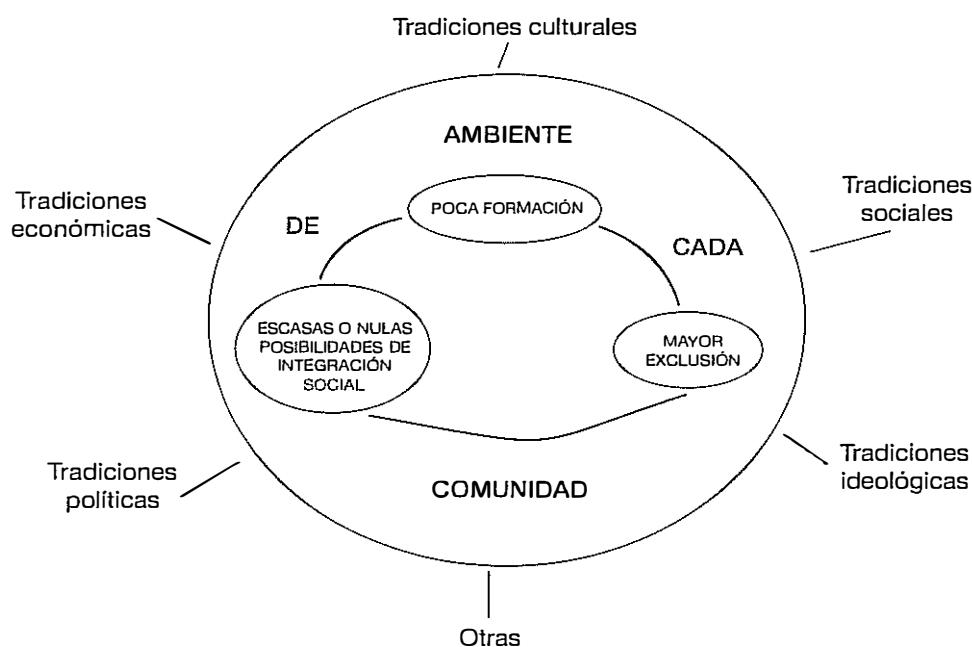 Tradiciones culturales
AMBIENTE
Tradiciones
económicas
DE
POCA FORMACIÓN
CADA
Tradiciones
sociales
ESCASAS O NULAS
POSIBILIDADES DE
INTEGRACIÓN
SOCIAL
MAYOR
EXCLUSIÓN
Tradiciones
políticas
COMUNIDAD
Tradiciones
ideológicas
Otras